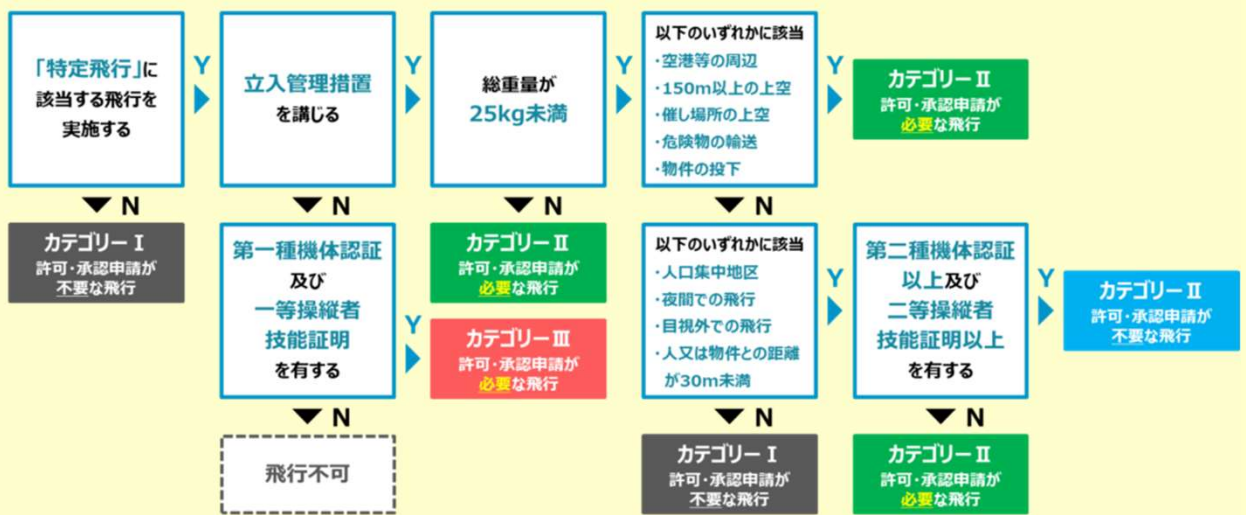 「特定飛行」に
該当する飛行を
実施する
Y
立入管理措置
を講じる
Y
総重量が
25kg未満
Y
以下のいずれかに該当
・空港等の周辺
・150m以上の上空
・催し場所の上空
・危険物の輸送
・物件の投下
Y
カテゴリーⅡ
許可・承認申請が
必要な飛行
N
N
N
N
カテゴリーⅠ
許可・承認申請が
不要な飛行
第一種機体認証
及び
一等操縦者
技能証明
を有する
Y
カテゴリーⅡ
許可・承認申請が
必要な飛行
カテゴリーⅢ
許可・承認申請が
必要な飛行
以下のいずれかに該当
・人口集中地区
・夜間での飛行
・目視外での飛行
・人又は物件との距離
が30m未満
Y
第二種機体認証
以上及び
二等操縦者
技能証明以上
を有する
Y
カテゴリーⅡ
許可・承認申請が
不要な飛行
N
N
N
飛行不可
カテゴリーⅠ
許可・承認申請が
不要な飛行
カテゴリーⅡ
許可・承認申請が
必要な飛行